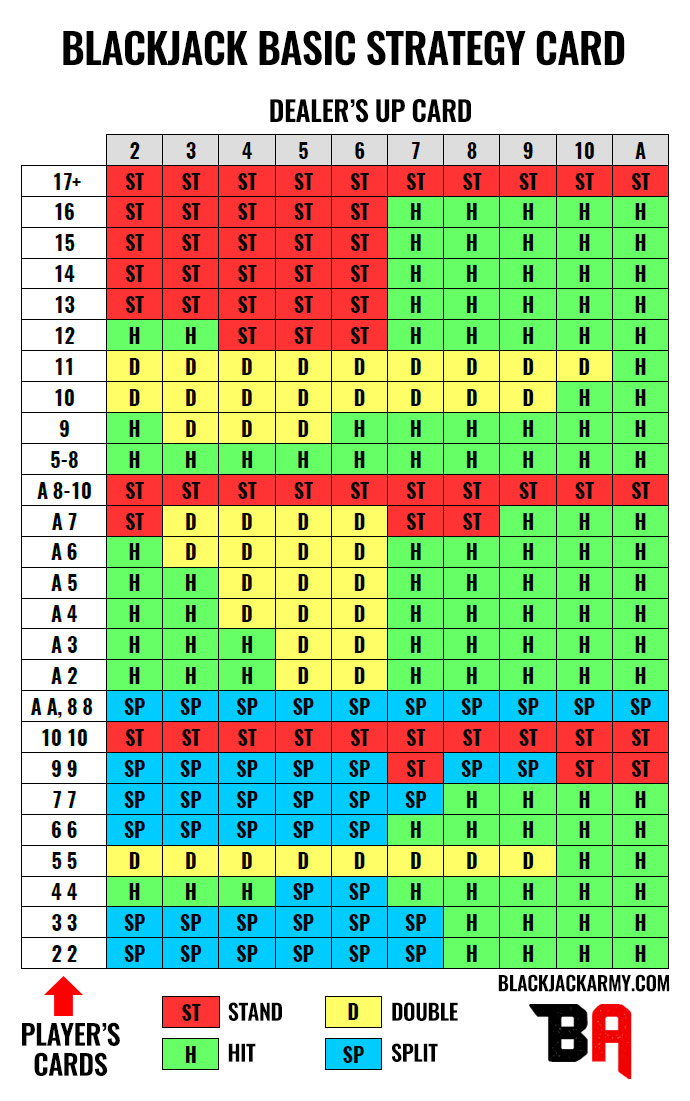 BLACKJACK BASIC STRATEGY CARD
DEALER'S UP CARD
2 3 4 5 6 7 8 9 10 A
17+ ST ST ST ST ST ST ST ST ST ST
16 ST ST ST ST ST H H H H H
15 ST ST ST ST ST H H H H H
14 ST ST ST ST ST H H H H H
13 ST ST ST ST ST H H H H H
12 H H ST ST ST H H H H H
11 D D D D D D D D D H
10 D D D D D D D D H H
9 H D D D H H H H H H
5-8 H H H H H H H H H H
A 8-10 ST ST ST ST ST ST ST ST ST ST
A 7 ST D D D D ST ST H H H
A 6 H D D D D H H H H H
A 5 H H D D D H H H H H
A 4 H H D D D H H H H H
A 3 H H H D D H H H H H
A 2 H H H D D H H H H H
A A, 8 8 SP SP SP SP SP SP SP SP SP SP
10 10 ST ST ST ST ST ST ST ST ST ST
9 9 SP SP SP SP SP ST SP SP ST ST
7 7 SP SP SP SP SP SP H H H H
6 6 SP SP SP SP SP H H H H H
5 5 D D D D D D D D H H
4 4 H H H SP SP H H H H H
3 3 SP SP SP SP SP SP H H H H
2 2 SP SP SP SP SP SP H H H H
BLACKJACKARMY.COM
PLAYER'S
CARDS
ST STAND D DOUBLE
H HIT SP SPLIT
BA